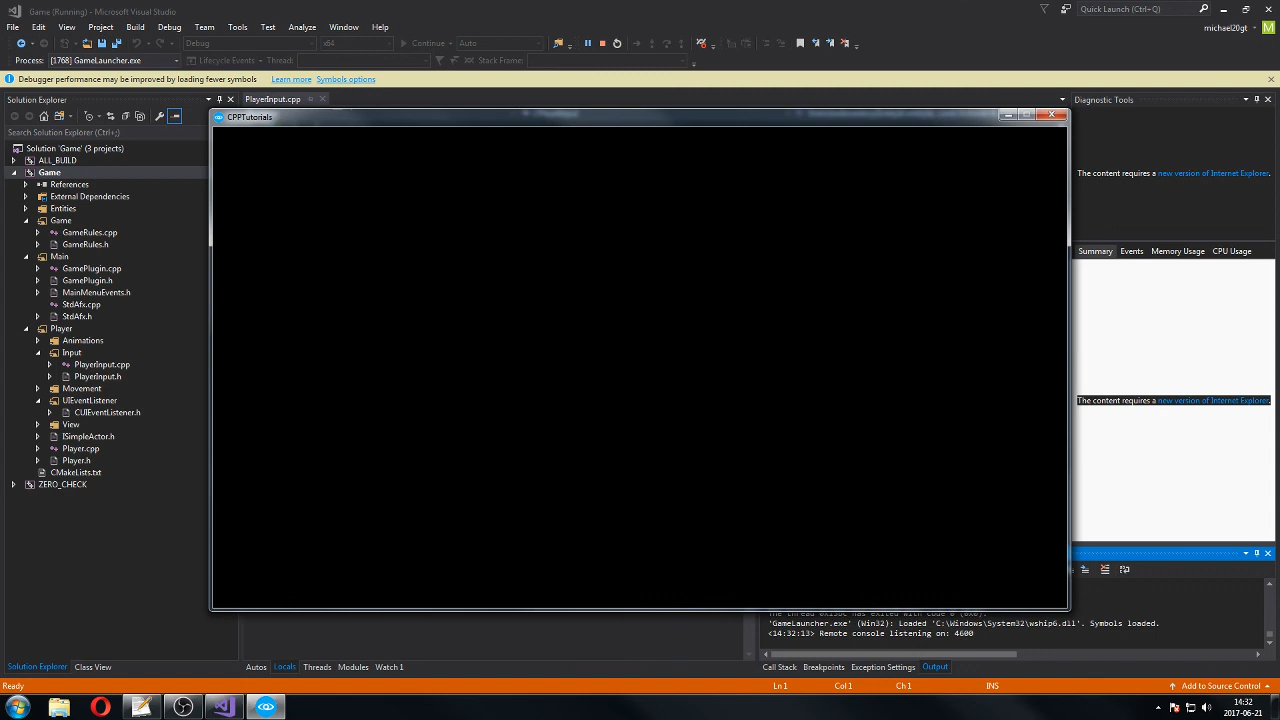 Game (Running) - Microsoft Visual Studio
Quick Launch (Ctrl+Q)
File Edit View Project Build Debug Team Tools Test Analyze Window Help
michael20gt M
Debug x64 Continue Auto
Process: [1768] GameLauncher.exe Lifecycle Events Thread: Stack Frame:
Debugger performance may be improved by loading fewer symbols Learn more Symbols options
Solution Explorer
PlayerInput.cpp
Diagnostic Tools
Search Solution Explorer (Ctrl+;)
CPPTutorials
Solution 'Game' (3 projects)
ALL_BUILD
Game
References
External Dependencies
Entities
Game
GameRules.cpp
GameRules.h
Main
GamePlugin.cpp
GamePlugin.h
MainMenuEvents.h
StdAfx.cpp
StdAfx.h
Player
Animations
Input
PlayerInput.cpp
PlayerInput.h
Movement
UIEventListener
CUIEventListener.h
View
ISimpleActor.h
Player.cpp
Player.h
CMakeLists.txt
ZERO_CHECK
The content requires a new version of Internet Explorer.
Summary Events Memory Usage CPU Usage
The content requires a new version of Internet Explorer.
'GameLauncher.exe' (Win32): Loaded 'C:\Windows\System32\wship6.dll'. Symbols loaded.
<14:32:13> Remote console listening on: 4600
Solution Explorer Class View
Autos Locals Threads Modules Watch 1
Call Stack Breakpoints Exception Settings Output
Ready
Ln 1 Col 1 Ch 1 INS
Add to Source Control
14:32
2017-06-21